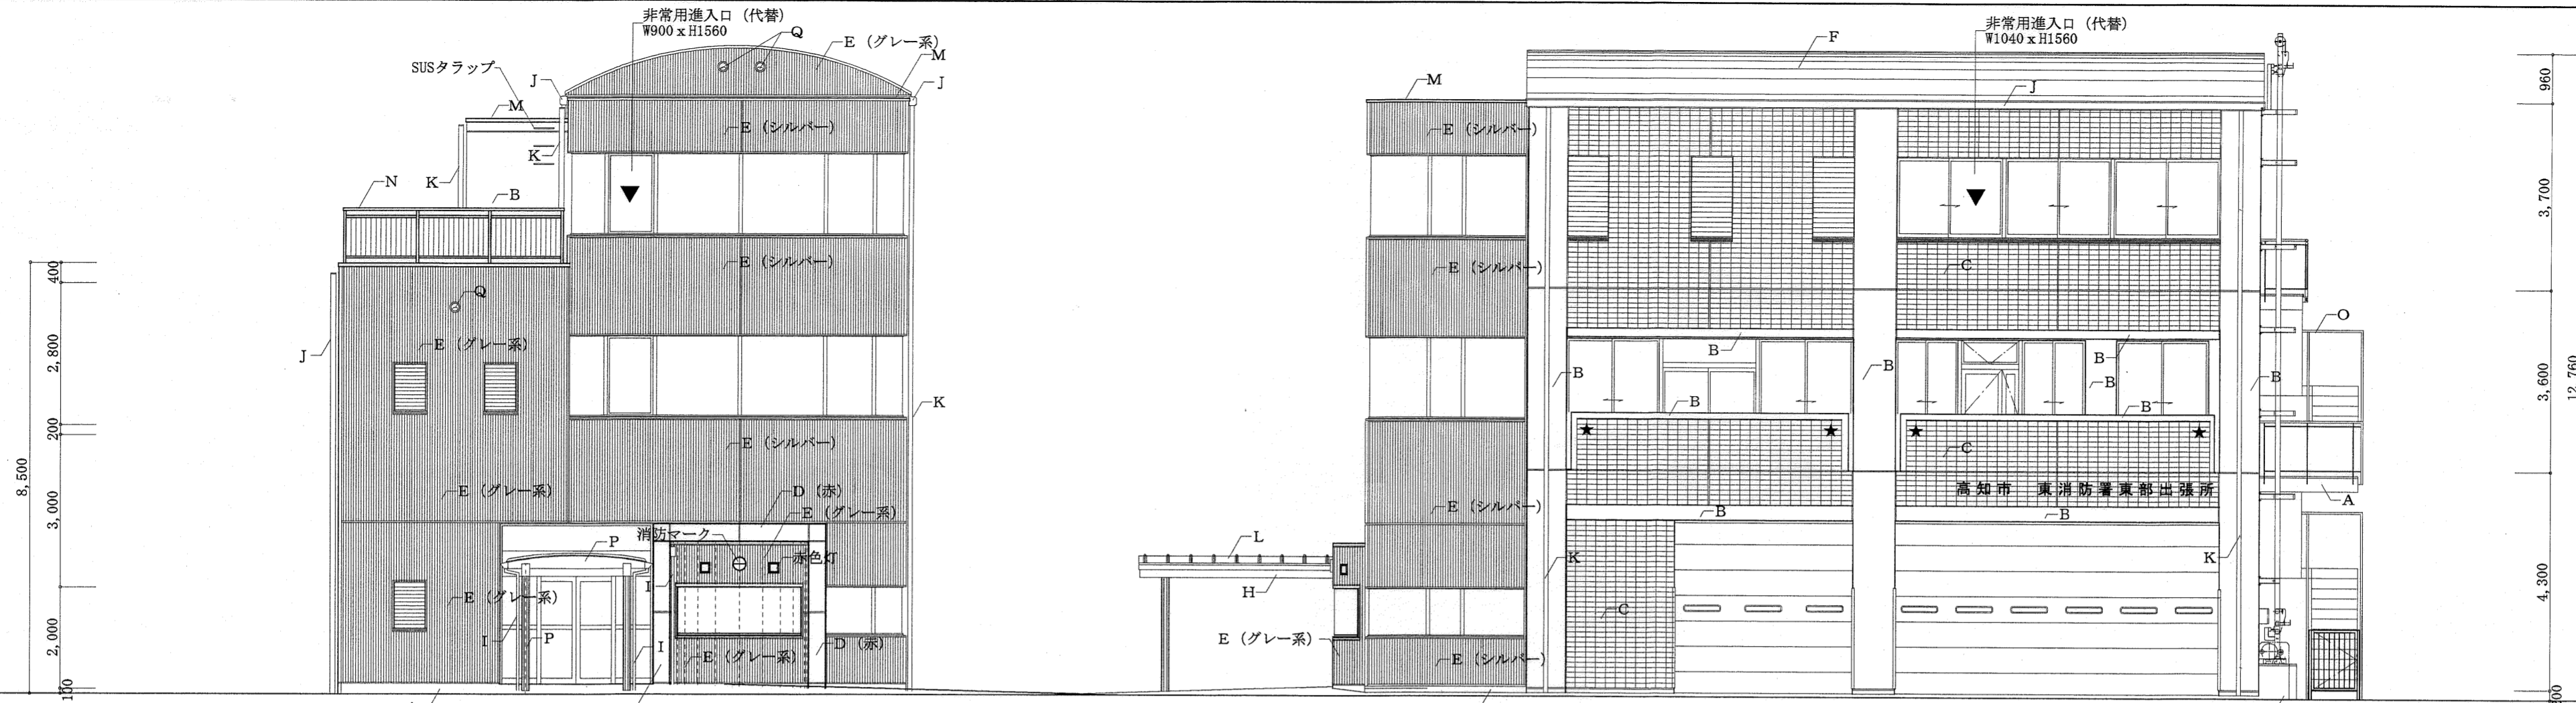 非常用進入口（代替）
W900 x H1560
Q
E（グレー系）
M
SUSタラップ
J
J
M
E（シルバー）
K
K
N
B
E（シルバー）
400
Q
J
E（グレー系）
2,800
K
200
E（シルバー）
8,500
E（グレー系）
D（赤）
3,000
E（グレー系）
消防マーク
P
赤色灯
I
E（グレー系）
2,000
I
P
I
D（赤）
E（グレー系）
100
非常用進入口（代替）
W1040 x H1560
F
M
J
960
E（シルバー）
3,700
E（シルバー）
C
O
B
B
B
B
B
B
3,600
12,760
B
B
C
E（シルバー）
高知市　東消防署東部出張所
A
B
B
L
K
K
H
4,300
C
E（グレー系）
E（シルバー）